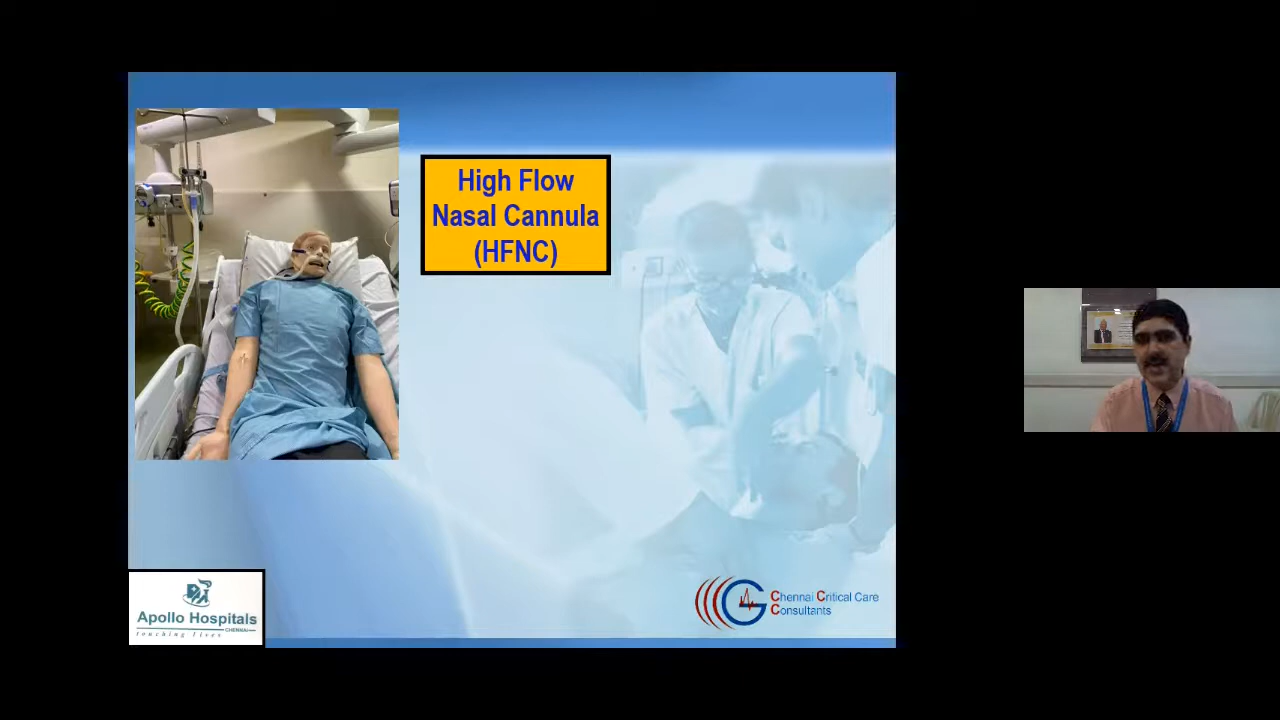 High Flow
Nasal Cannula
(HFNC)
Apollo Hospitals
CHENNAI
touching lives
Chennai Critical Care
Consultants